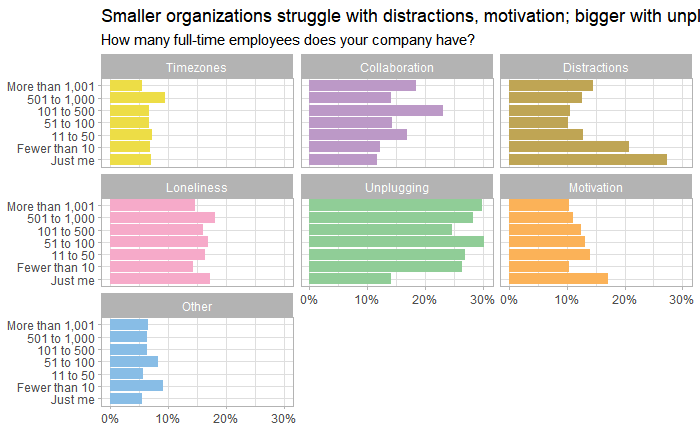 Smaller organizations struggle with distractions, motivation; bigger with
How many full-time employees does your company have?
Timezones Collaboration Distractions
More than 1,001
501 to 1,000
101 to 500
51 to 100
11 to 50
Fewer than 10
Just me
Loneliness Unplugging Motivation
More than 1,001
501 to 1,000
101 to 500
51 to 100
11 to 50
Fewer than 10
Just me
0% 10% 20% 30% 0% 10% 20% 30%
Other
More than 1,001
501 to 1,000
101 to 500
51 to 100
11 to 50
Fewer than 10
Just me
0% 10% 20% 30%